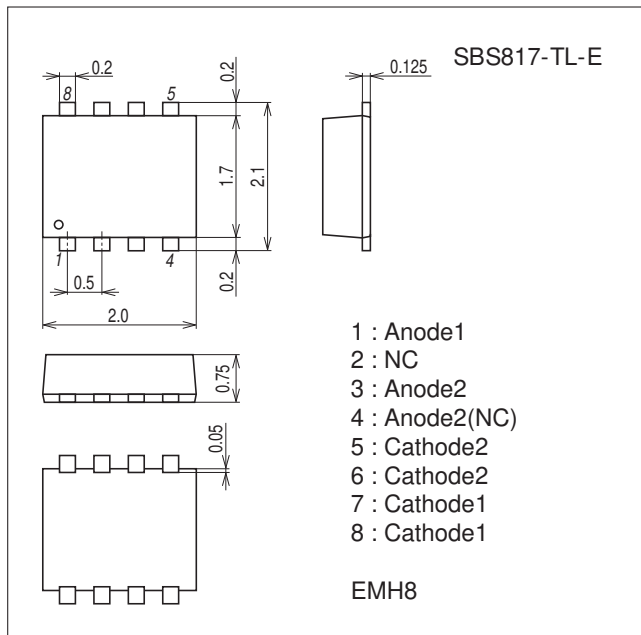 SBS817-TL-E
0.2
8
5
0.2
0.125
1.7
2.1
1
4
0.5
0.2
2.0
0.75
0.05
1 : Anode1
2 : NC
3 : Anode2
4 : Anode2(NC)
5 : Cathode2
6 : Cathode2
7 : Cathode1
8 : Cathode1
EMH8